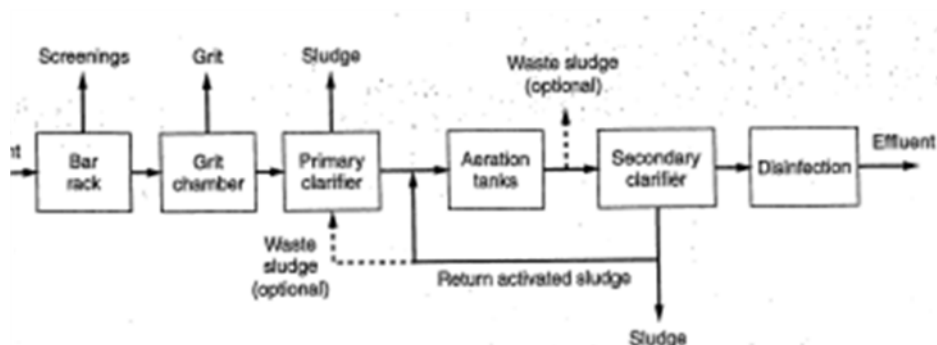 Screenings
Grit
Sludge
Waste sludge
(optional)
nt
Bar
rack
Grit
chamber
Primary
clarifier
Aeration
tanks
Secondary
clarifier
Disinfection
Effluent
Waste
sludge
(optional)
Return activated sludge
Sludge